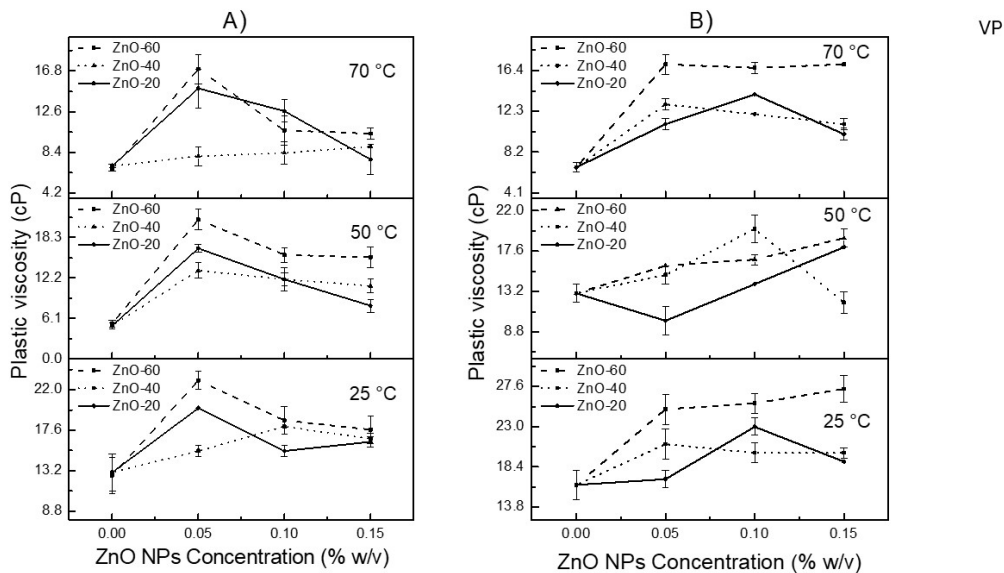 A)
B)
VP
Plastic viscosity (cP)
ZnO-60
ZnO-40
ZnO-20
70 °C
16.8
12.6
8.4
4.2
ZnO-60
ZnO-40
ZnO-20
50 °C
18.3
12.2
6.1
0.0
ZnO-60
ZnO-40
ZnO-20
25 °C
22.0
17.6
13.2
8.8
0.00 0.05 0.10 0.15
ZnO NPs Concentration (% w/v)
Plastic viscosity (cP)
ZnO-60
ZnO-40
ZnO-20
70 °C
16.4
12.3
8.2
4.1
ZnO-60
ZnO-40
ZnO-20
50 °C
22.0
17.6
13.2
8.8
ZnO-60
ZnO-40
ZnO-20
25 °C
27.6
23.0
18.4
13.8
0.00 0.05 0.10 0.15
ZnO NPs Concentration (% w/v)